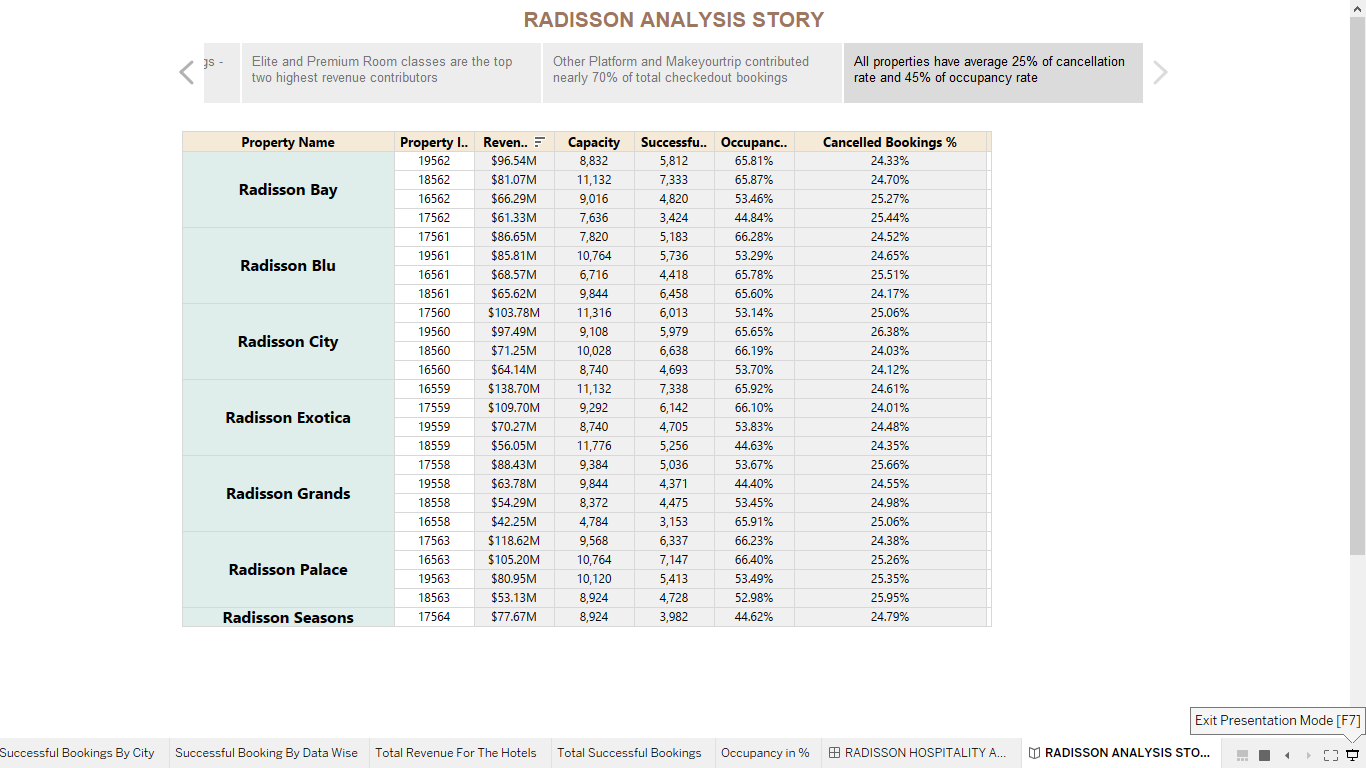 RADISSON ANALYSIS STORY
gs -
Elite and Premium Room classes are the top
two highest revenue contributors
Other Platform and Makeyourtrip contributed
nearly 70% of total checkedout bookings
All properties have average 25% of cancellation
rate and 45% of occupancy rate
Property Name Property I.. Reven.. Capacity Successfu.. Occupanc.. Cancelled Bookings %
Radisson Bay
19562 $96.54M 8,832 5,812 65.81% 24.33%
18562 $81.07M 11,132 7,333 65.87% 24.70%
16562 $66.29M 9,016 4,820 53.46% 25.27%
17562 $61.33M 7,636 3,424 44.84% 25.44%
Radisson Blu
17561 $86.65M 7,820 5,183 66.28% 24.52%
19561 $85.81M 10,764 5,736 53.29% 24.65%
16561 $68.57M 6,716 4,418 65.78% 25.51%
18561 $65.62M 9,844 6,458 65.60% 24.17%
Radisson City
17560 $103.78M 11,316 6,013 53.14% 25.06%
19560 $97.49M 9,108 5,979 65.65% 26.38%
18560 $71.25M 10,028 6,638 66.19% 24.03%
16560 $64.14M 8,740 4,693 53.70% 24.12%
Radisson Exotica
16559 $138.70M 11,132 7,338 65.92% 24.61%
17559 $109.70M 9,292 6,142 66.10% 24.01%
19559 $70.27M 8,740 4,705 53.83% 24.48%
18559 $56.05M 11,776 5,256 44.63% 24.35%
Radisson Grands
17558 $88.43M 9,384 5,036 53.67% 25.66%
19558 $63.78M 9,844 4,371 44.40% 24.55%
18558 $54.29M 8,372 4,475 53.45% 24.98%
16558 $42.25M 4,784 3,153 65.91% 25.06%
Radisson Palace
17563 $118.62M 9,568 6,337 66.23% 24.38%
16563 $105.20M 10,764 7,147 66.40% 25.26%
19563 $80.95M 10,120 5,413 53.49% 25.35%
18563 $53.13M 8,924 4,728 52.98% 25.95%
Radisson Seasons 17564 $77.67M 8,924 3,982 44.62% 24.79%
Exit Presentation Mode [F7]
Successful Bookings By City Successful Booking By Data Wise Total Revenue For The Hotels Total Successful Bookings Occupancy in % RADISSON HOSPITALITY A... RADISSON ANALYSIS STO...